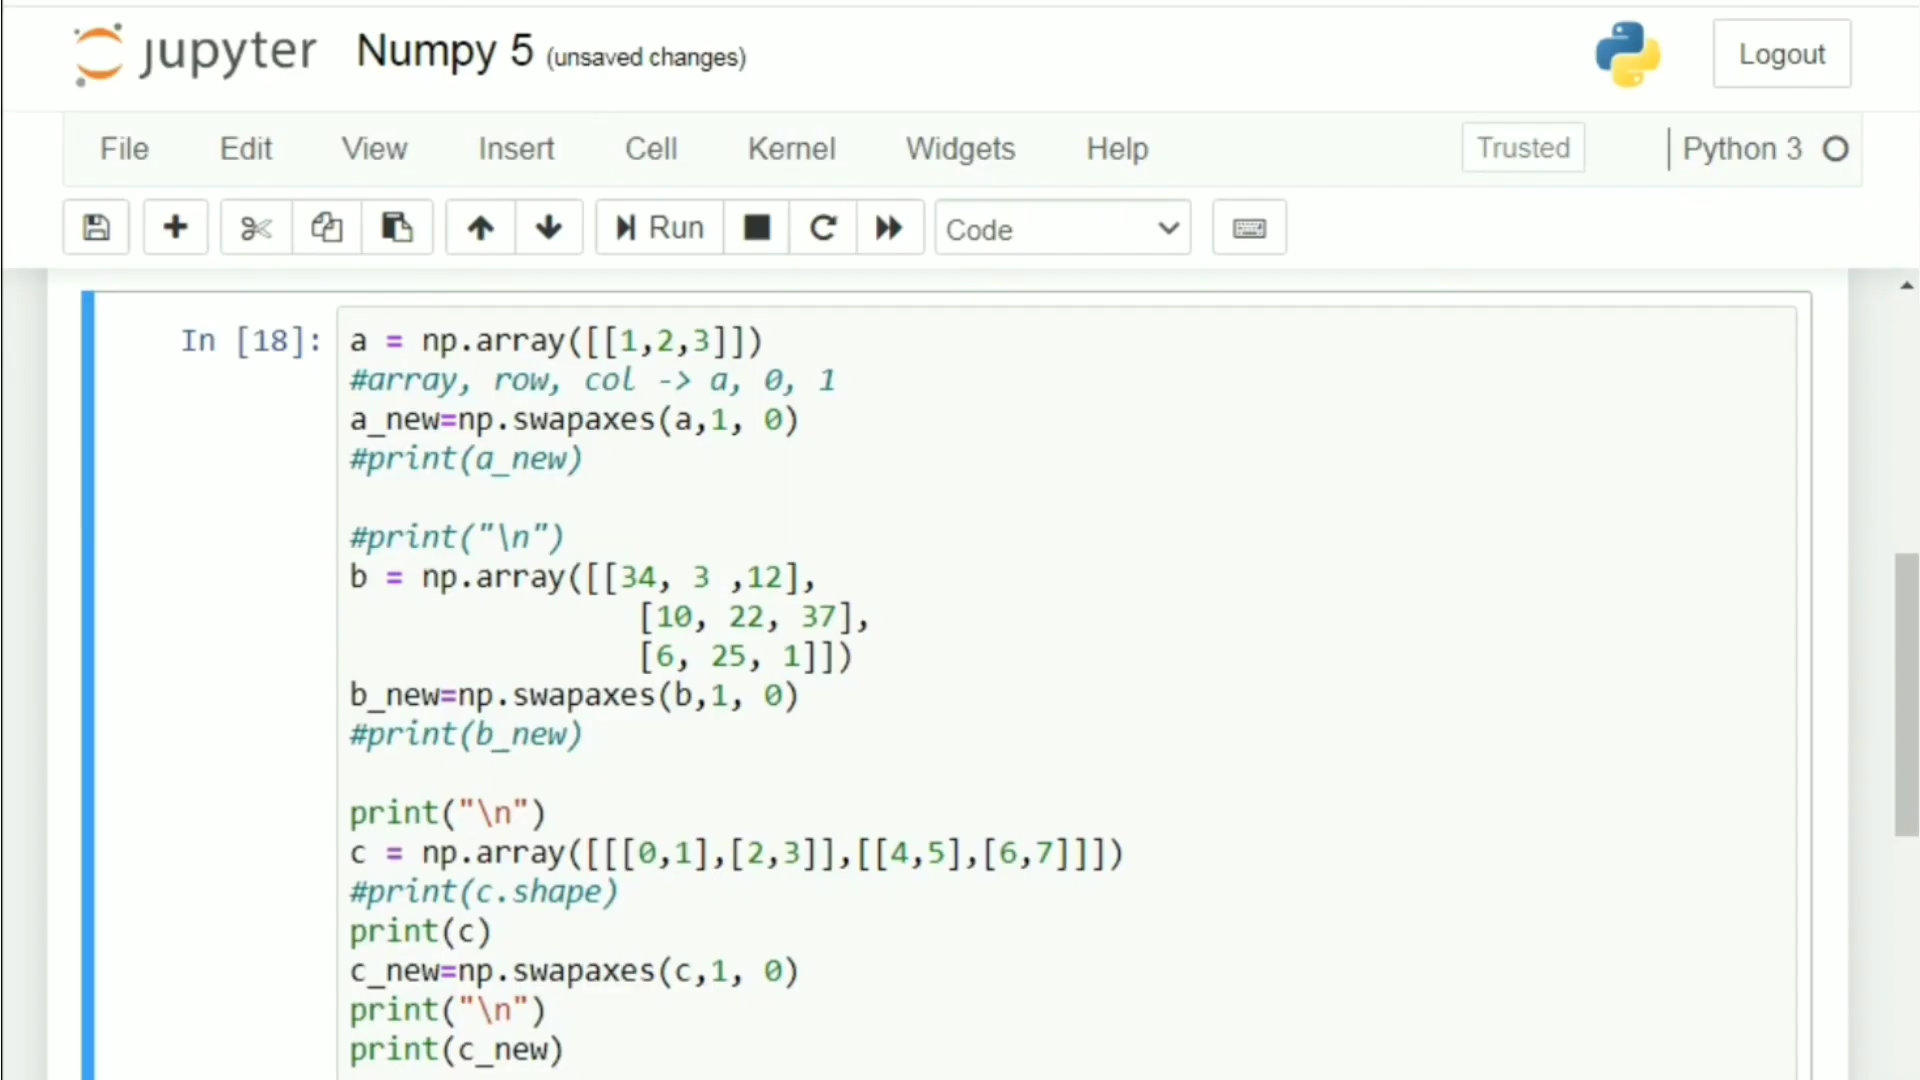 jupyter Numpy 5 (unsaved changes) Logout
File Edit View Insert Cell Kernel Widgets Help Trusted Python 3
Run Code
In [18]: a = np.array([[1,2,3]])
#array, row, col -> a, 0, 1
a_new=np.swapaxes(a,1, 0)
#print(a_new)
#print("\n")
b = np.array([[34, 3 ,12],
[10, 22, 37],
[6, 25, 1]])
b_new=np.swapaxes(b,1, 0)
#print(b_new)
print("\n")
c = np.array([[[0,1],[2,3]],[[4,5],[6,7]]])
#print(c.shape)
print(c)
c_new=np.swapaxes(c,1, 0)
print("\n")
print(c_new)